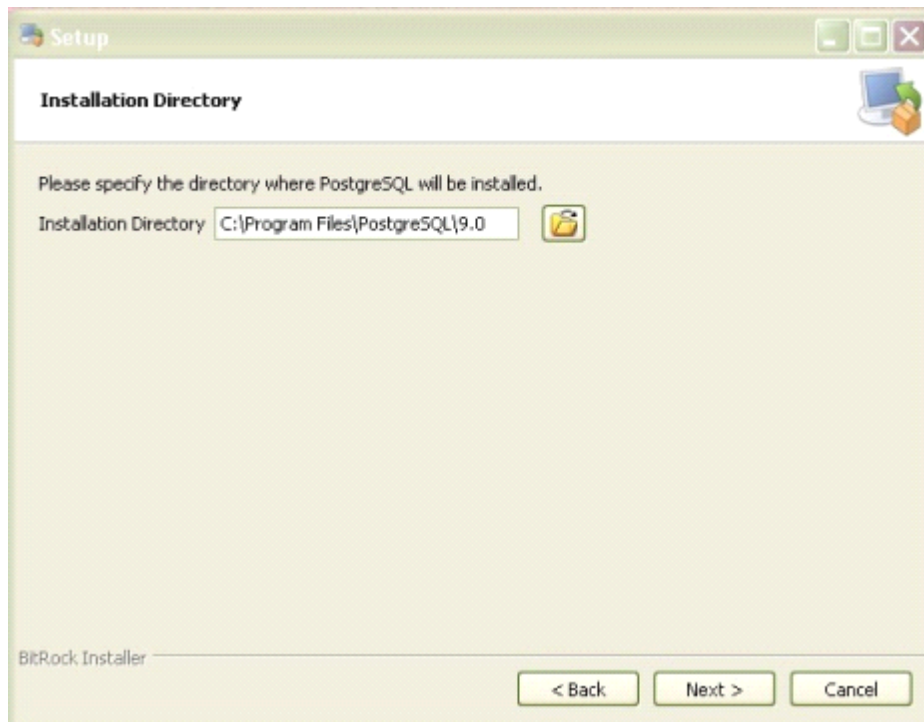 Setup
Installation Directory
Please specify the directory where PostgreSQL will be installed.
Installation Directory C:\Program Files\PostgreSQL\9.0
BitRock Installer
< Back Next > Cancel